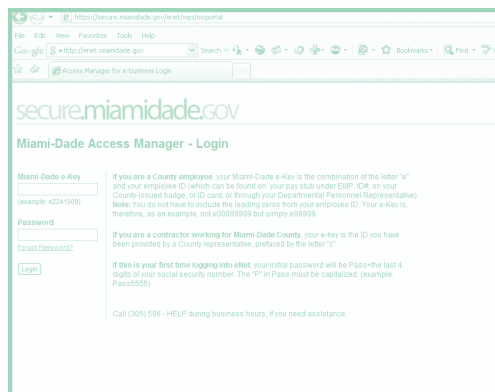 https://secure.miamidade.gov/enet/wps/myportal
File Edit View Favorites Tools Help
Google http://enet.miamidade.gov Search Bookmarks Find
Access Manager for e-business Login
secure.miamidade.GOV
Miami-Dade Access Manager - Login
Miami-Dade e-Key
(example: e2241509)
Password
Forgot Password?
Login
If you are a County employee, your Miami-Dade e-Key is the combination of the letter "e"
and your employee ID (which can be found on your pay stub under EMP. ID#, on your
County-issued badge, or ID card, or through your Departmental Personnel Representative)
Note: You do not have to include the leading zeros from your employee ID. Your e-Key is,
therefore, as an example, not e00099999 but simply e99999.
If you are a contractor working for Miami-Dade County, your e-key is the ID you have
been provided by a County representative, prefaced by the letter "c".
If this is your first time logging into eNet, your initial password will be Pass+the last 4
digits of your social security number. The "P" in Pass must be capitalized. (example:
Pass5555)
Call (305) 596 - HELP during business hours, if you need assistance.